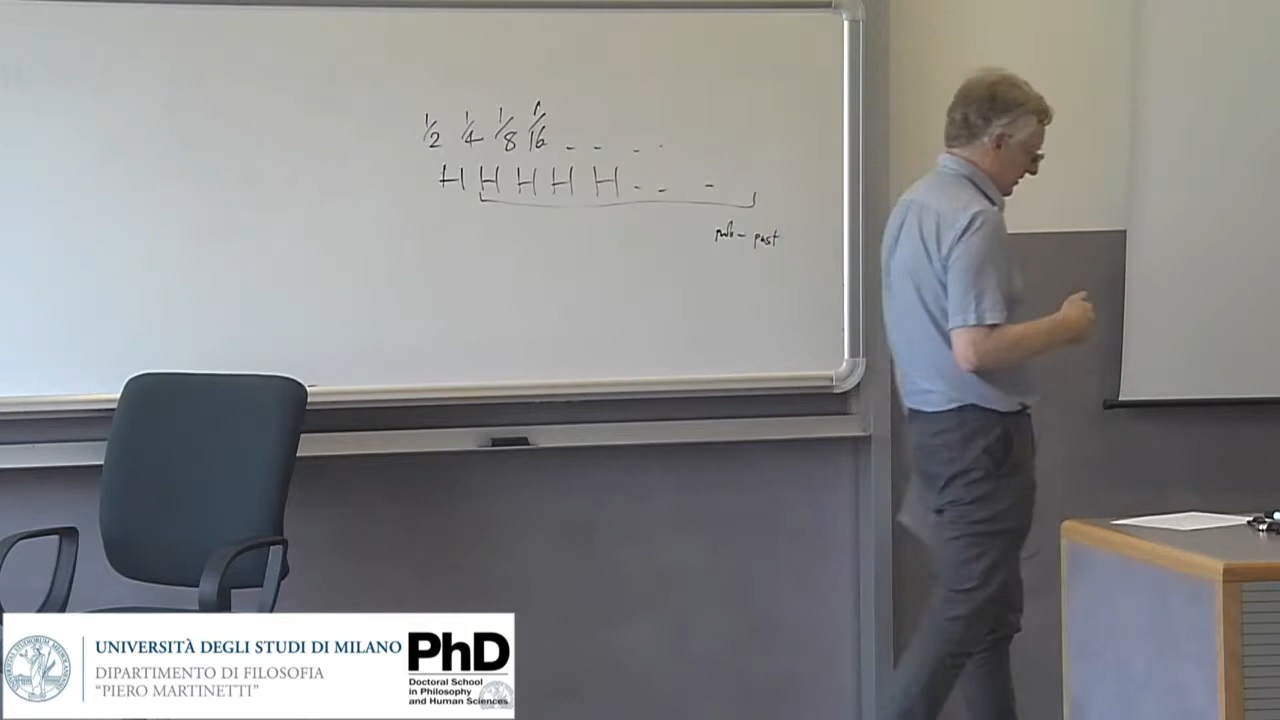 1/2 1/4 1/8 1/16 - - - .
H H H H H - - -
past
UNIVERSITÀ DEGLI STUDI DI MILANO
DIPARTIMENTO DI FILOSOFIA
"PIERO MARTINETTI"
PhD
Doctoral School
in Philosophy
and Human Sciences